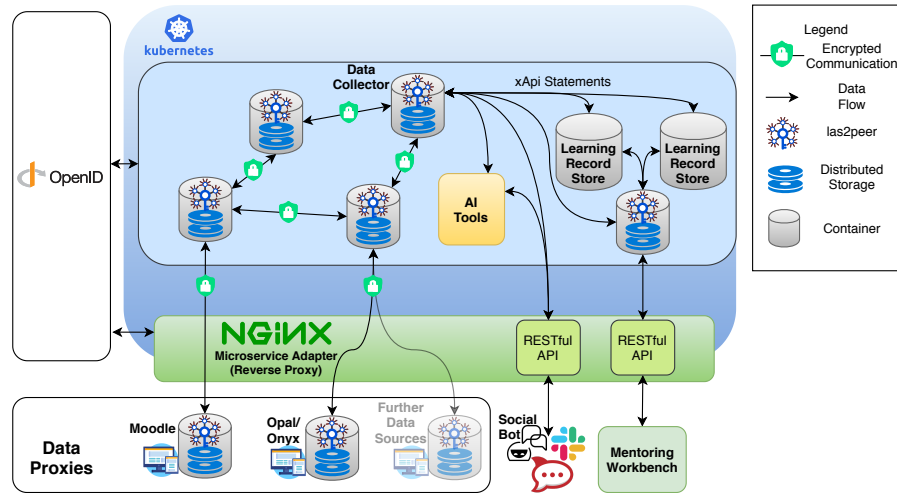 kubernetes
Data
Collector
xApi Statements
Learning
Record
Store
Learning
Record
Store
OpenID
AI
Tools
NGiNX
Microservice Adapter
(Reverse Proxy)
RESTful
API
RESTful
API
Data
Proxies
Moodle
Opal/
Onyx
Further
Data
Sources
Social
Bot
Mentoring
Workbench
Legend
Encrypted
Communication
Data
Flow
las2peer
Distributed
Storage
Container